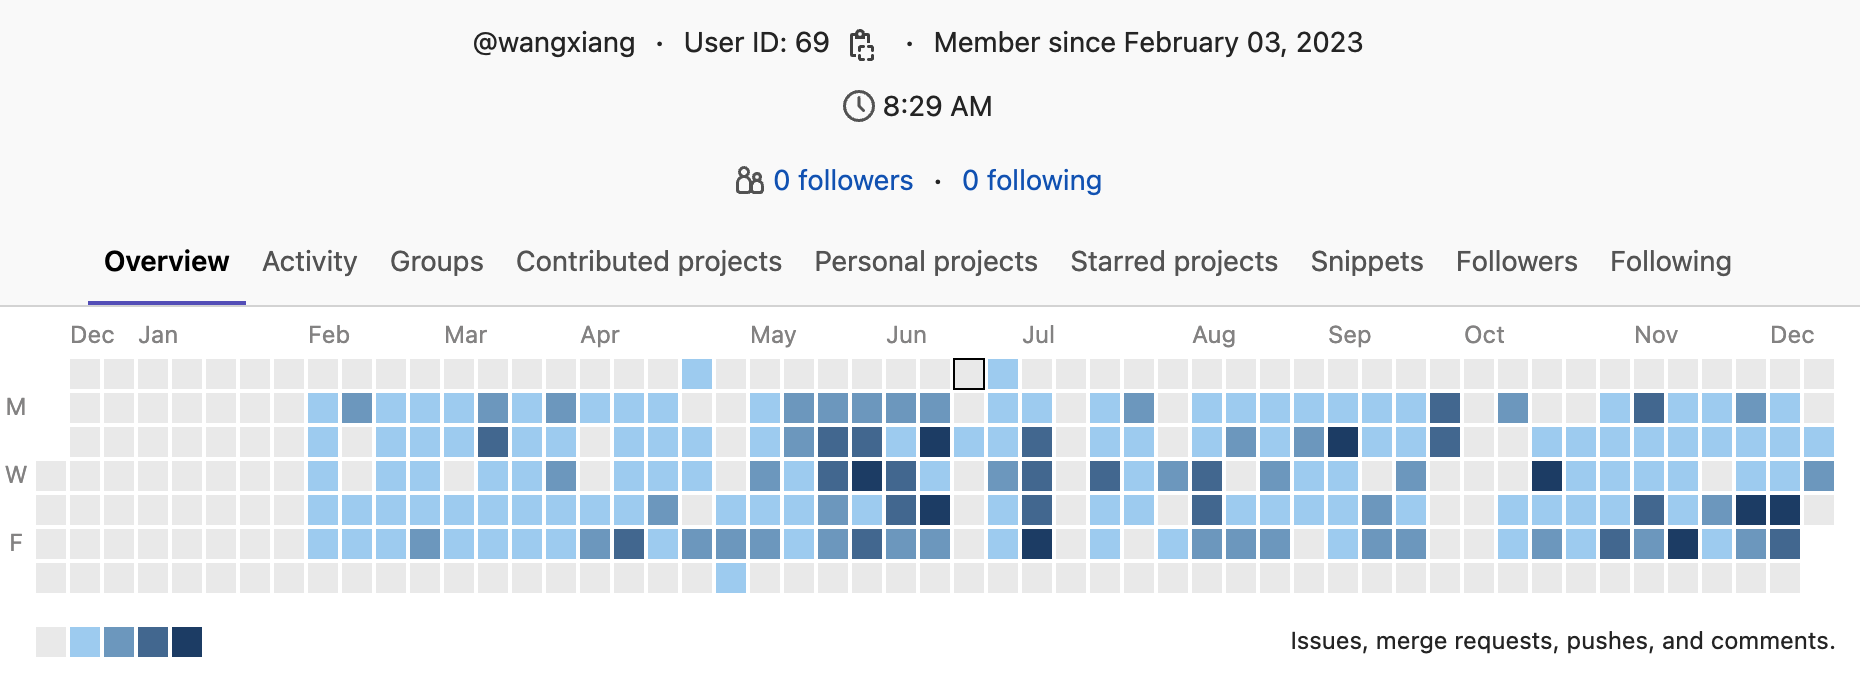 @wangxiang · User ID: 69 · Member since February 03, 2023
8:29 AM
0 followers · 0 following
Overview Activity Groups Contributed projects Personal projects Starred projects Snippets Followers Following
Dec Jan Feb Mar Apr May Jun Jul Aug Sep Oct Nov Dec
M
W
F
Issues, merge requests, pushes, and comments.